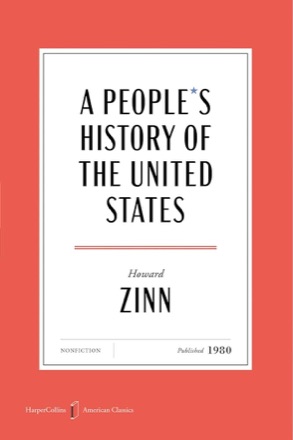 A PEOPLE*S
HISTORY OF
THE UNITED
STATES
Howard
ZINN
NONFICTION
Published 1980
HarperCollins American Classics